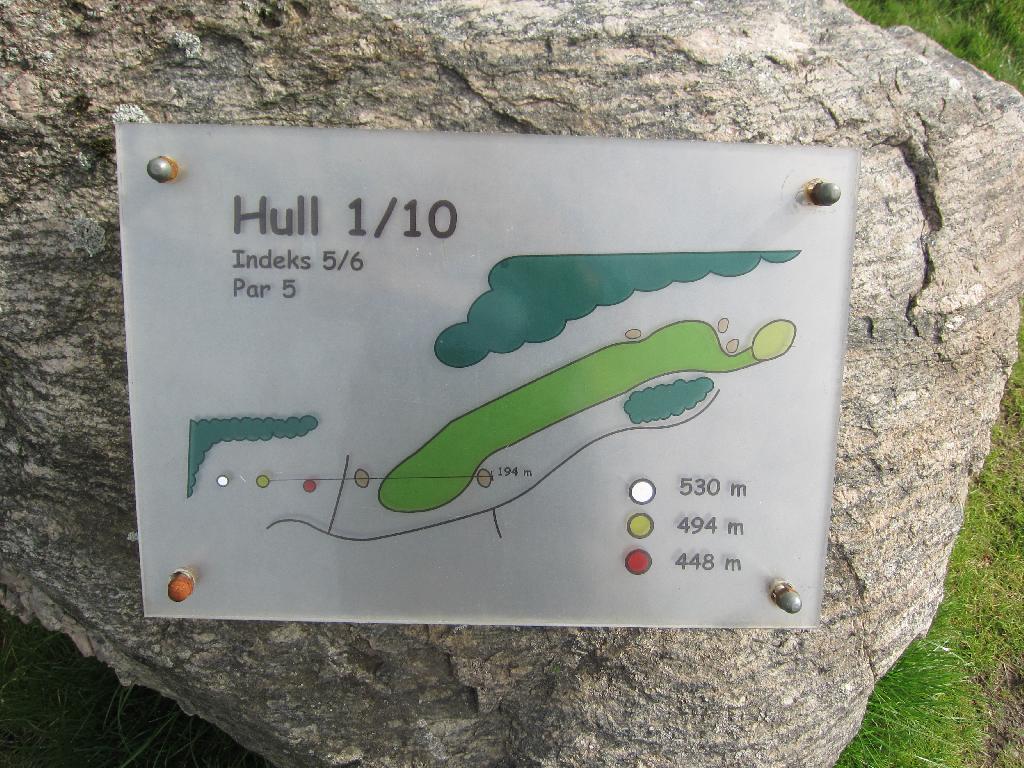 Hull 1/10
Indeks 5/6
Par 5
194 m
530 m
494 m
448 m